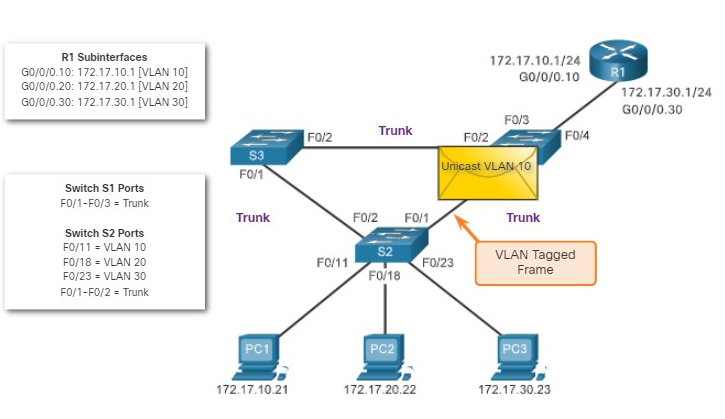 R1 Subinterfaces
G0/0/0.10: 172.17.10.1 [VLAN 10]
G0/0/0.20: 172.17.20.1 [VLAN 20]
G0/0/0.30: 172.17.30.1 [VLAN 30]
172.17.10.1/24
G0/0/0.10
R1
172.17.30.1/24
G0/0/0.30
F0/3
F0/4
F0/2
Trunk
F0/2
S3
F0/1
Unicast VLAN 10
Switch S1 Ports
F0/1-F0/3 = Trunk
Switch S2 Ports
F0/11 = VLAN 10
F0/18 = VLAN 20
F0/23 = VLAN 30
F0/1-F0/2 = Trunk
Trunk
F0/2
F0/1
Trunk
S2
VLAN Tagged
Frame
F0/11
F0/18
F0/23
PC1
PC2
PC3
172.17.10.21
172.17.20.22
172.17.30.23